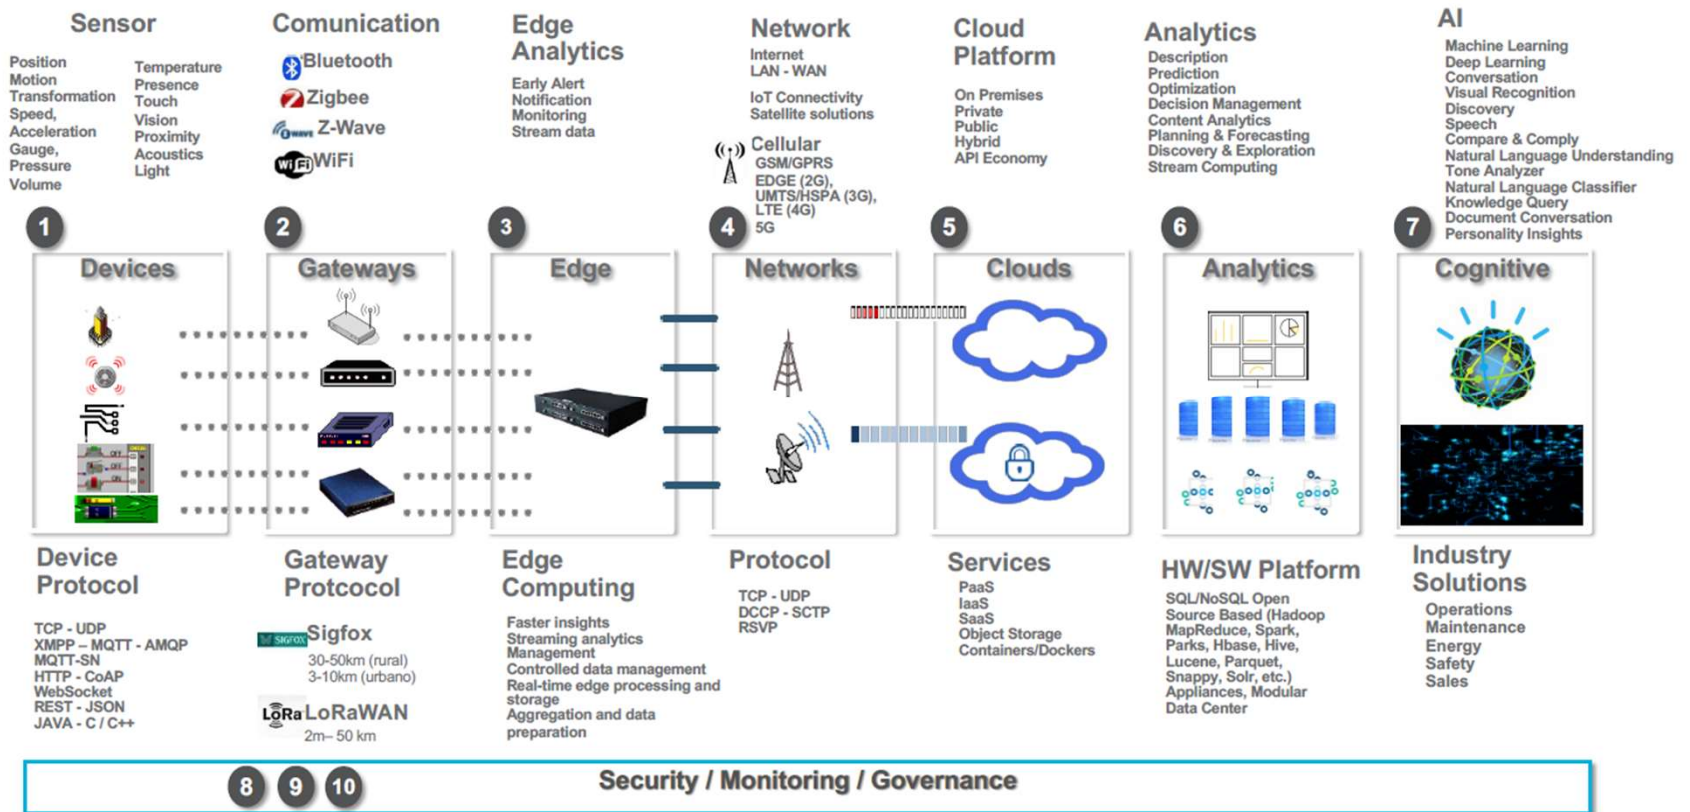 Sensor
Position
Motion
Transformation
Speed,
Acceleration
Gauge,
Pressure
Volume
Temperature
Presence
Touch
Vision
Proximity
Acoustics
Light
Comunication
Bluetooth
Zigbee
Z-Wave
WiFi
Edge
Analytics
Early Alert
Notification
Monitoring
Stream data
Network
Internet
LAN - WAN
IoT Connectivity
Satellite solutions
Cellular
GSM/GPRS
EDGE (2G),
UMTS/HSPA (3G),
LTE (4G)
5G
Cloud
Platform
On Premises
Private
Public
Hybrid
API Economy
Analytics
Description
Prediction
Optimization
Decision Management
Content Analytics
Planning & Forecasting
Discovery & Exploration
Stream Computing
AI
Machine Learning
Deep Learning
Conversation
Visual Recognition
Discovery
Speech
Compare & Comply
Natural Language Understanding
Tone Analyzer
Natural Language Classifier
Knowledge Query
Document Conversation
Personality Insights
1
Devices
OFF
OFF
ON
2
Gateways
3
Edge
4
Networks
5
Clouds
6
Analytics
7
Cognitive
Device
Protocol
TCP - UDP
XMPP – MQTT - AMQP
MQTT-SN
HTTP - CoAP
WebSocket
REST - JSON
JAVA - C / C++
Gateway
Protcocol
SIGFOX Sigfox
30-50km (rural)
3-10km (urbano)
LoRa LoRaWAN
2m– 50 km
Edge
Computing
Faster insights
Streaming analytics
Management
Controlled data management
Real-time edge processing and
storage
Aggregation and data
preparation
Protocol
TCP - UDP
DCCP - SCTP
RSVP
Services
PaaS
IaaS
SaaS
Object Storage
Containers/Dockers
HW/SW Platform
SQL/NoSQL Open
Source Based (Hadoop
MapReduce, Spark,
Parks, Hbase, Hive,
Lucene, Parquet,
Snappy, Solr, etc.)
Appliances, Modular
Data Center
Industry
Solutions
Operations
Maintenance
Energy
Safety
Sales
8 9 10 Security / Monitoring / Governance